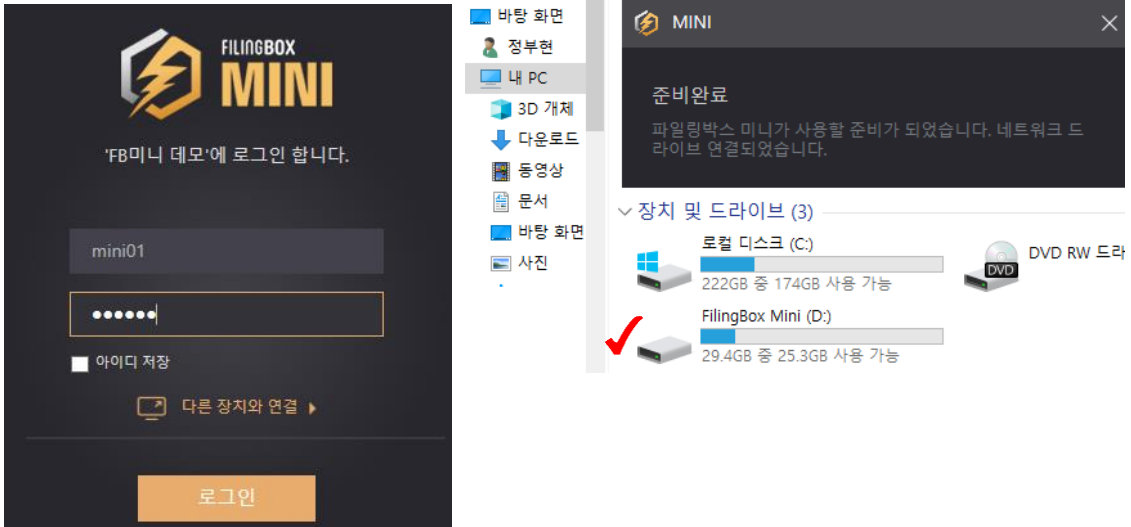 FILINGBOX
MINI
'FB미니 데모'에 로그인 합니다.
mini01
아이디 저장
다른 장치와 연결
로그인
바탕 화면
정부현
내 PC
3D 개체
다운로드
동영상
문서
바탕 화면
사진
MINI
준비완료
파일링박스 미니가 사용할 준비가 되었습니다. 네트워크 드
라이브 연결되었습니다.
장치 및 드라이브 (3)
로컬 디스크 (C:)
222GB 중 174GB 사용 가능
DVD RW 드라
DVD
FilingBox Mini (D:)
29.4GB 중 25.3GB 사용 가능